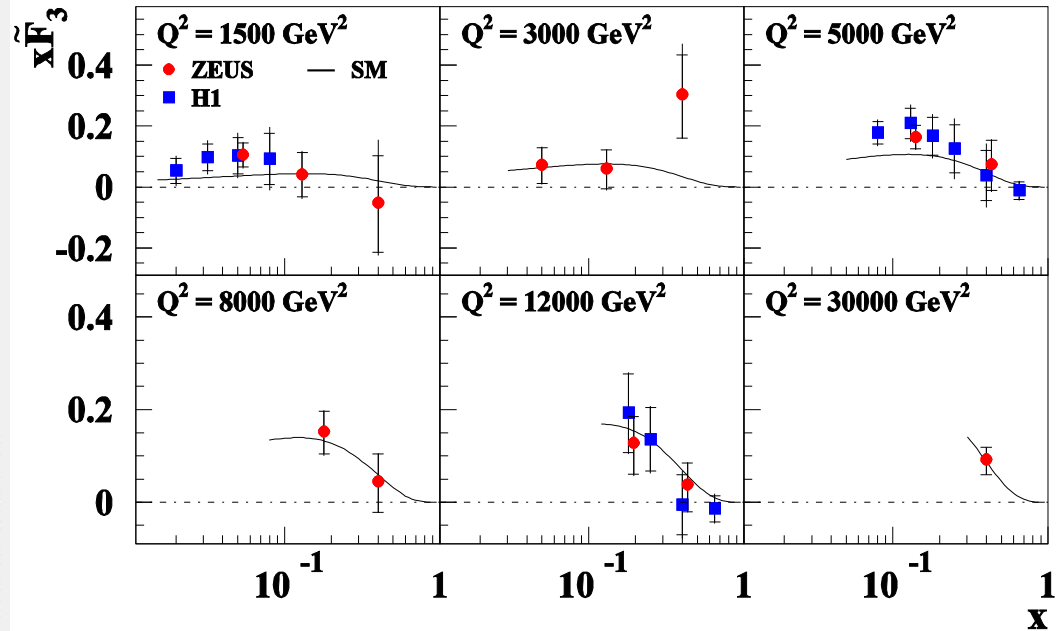 xF̃₃
Q² = 1500 GeV²
ZEUS
SM
H1
Q² = 3000 GeV²
Q² = 5000 GeV²
0.4
0.2
0
-0.2
Q² = 8000 GeV²
Q² = 12000 GeV²
Q² = 30000 GeV²
0.4
0.2
0
10⁻¹
1
10⁻¹
1
10⁻¹
1
x